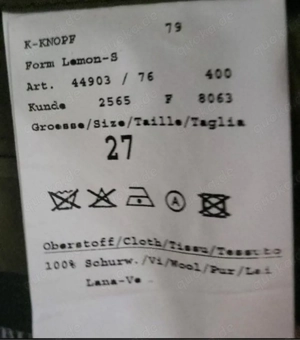 79
K-KNOPF
Form Lemon-S
Art. 44903 / 76 400
Kunde 2565 F 8063
Groesse/Size/Taille/Taglia
27
A
Oberstoff/Cloth/Tissu/Tessuto
100% Schurw./Vi/Wool/Pur/Lai
Lana-Ve